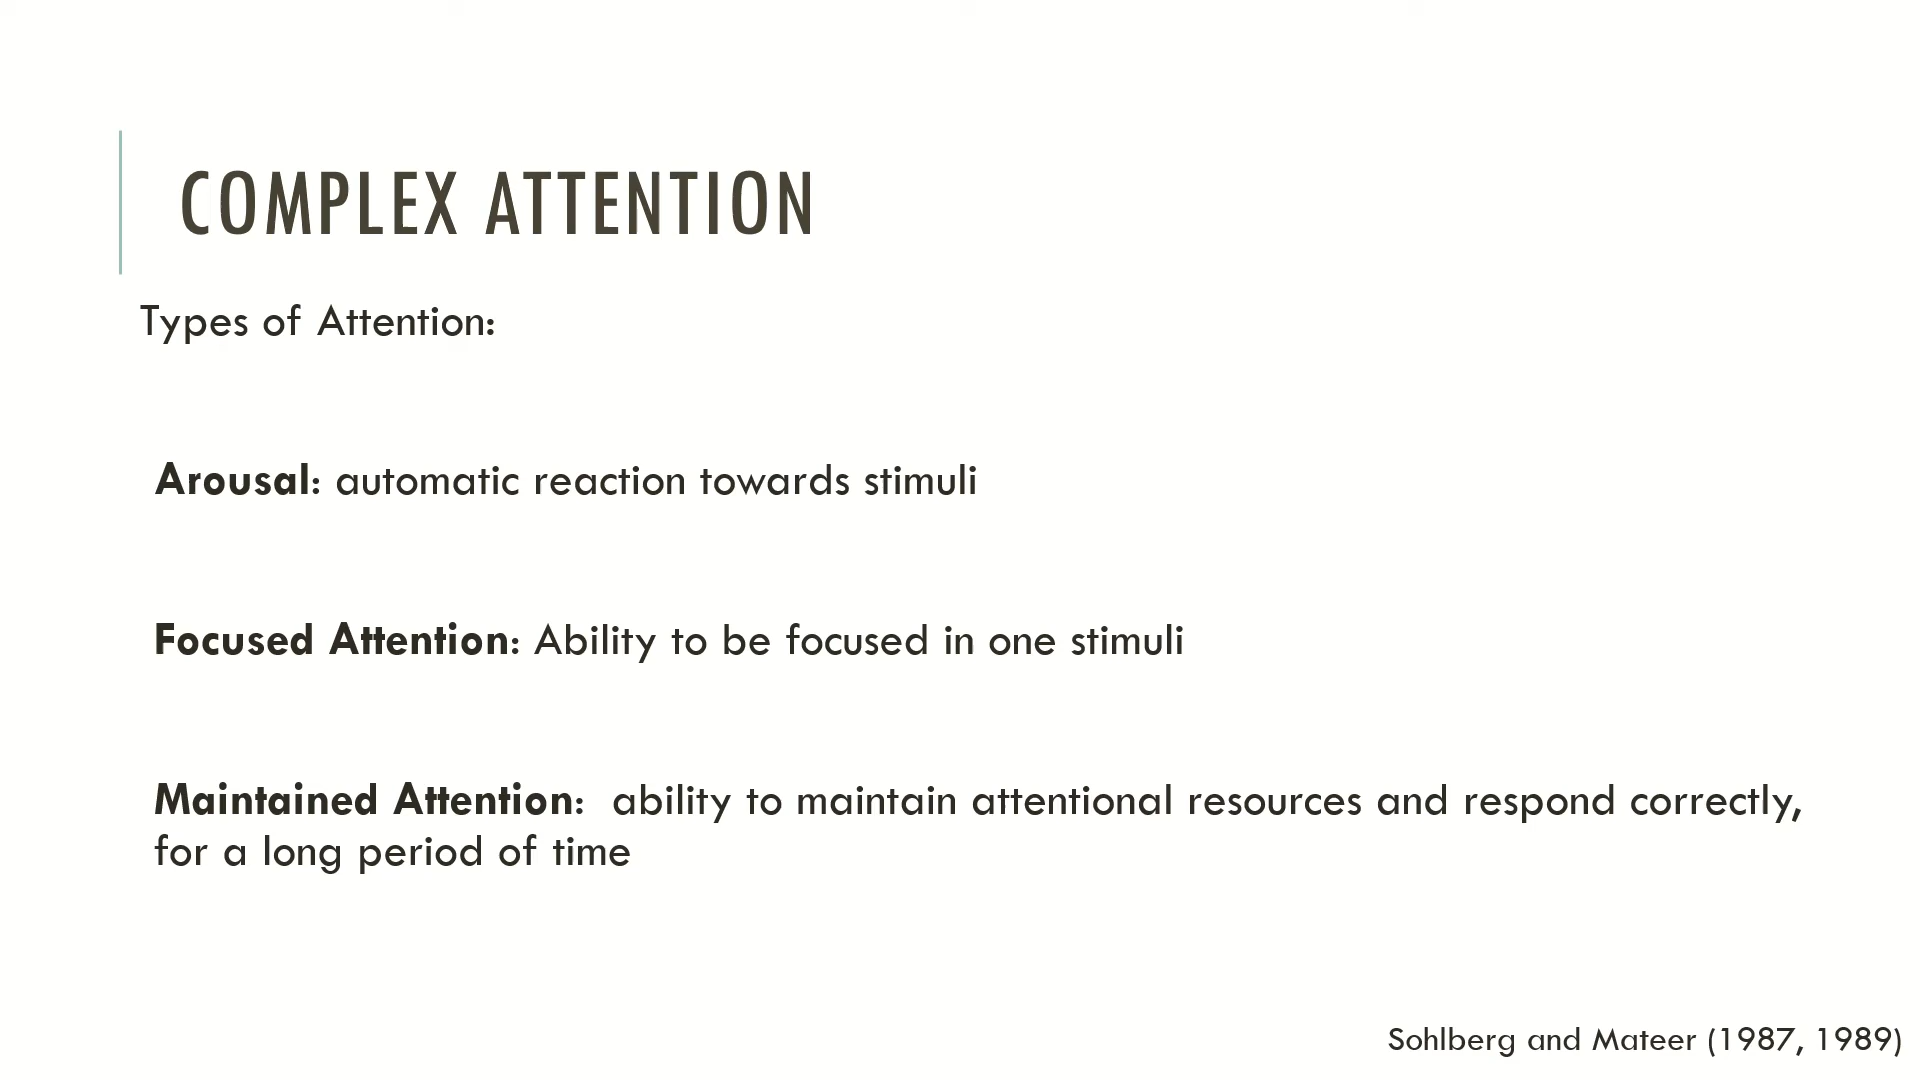 COMPLEX ATTENTION
Types of Attention:
Arousal: automatic reaction towards stimuli
Focused Attention: Ability to be focused in one stimuli
Maintained Attention:  ability to maintain attentional resources and respond correctly,
for a long period of time
Sohlberg and Mateer (1987, 1989)